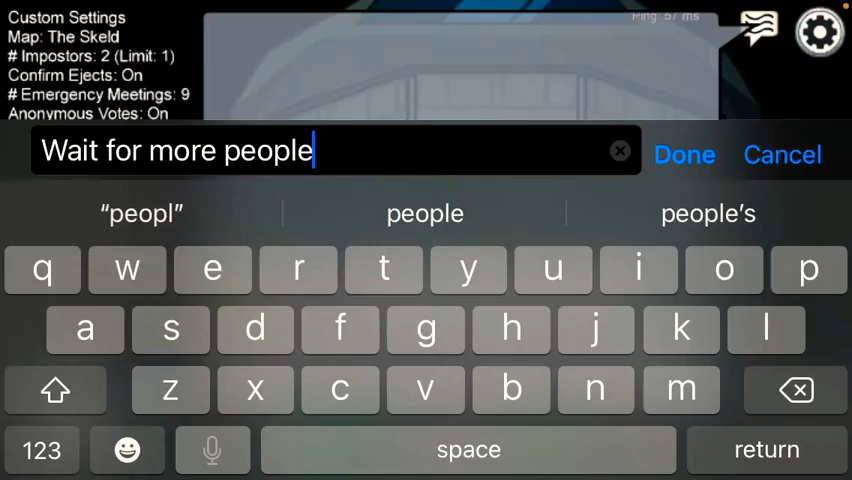 Custom Settings
Map: The Skeld
# Impostors: 2 (Limit: 1)
Confirm Ejects: On
# Emergency Meetings: 9
Anonymous Votes: On
Ping: 57 ms
Wait for more people
Done Cancel
“peopl” people people’s
q w e r t y u i o p
a s d f g h j k l
z x c v b n m
123 space return